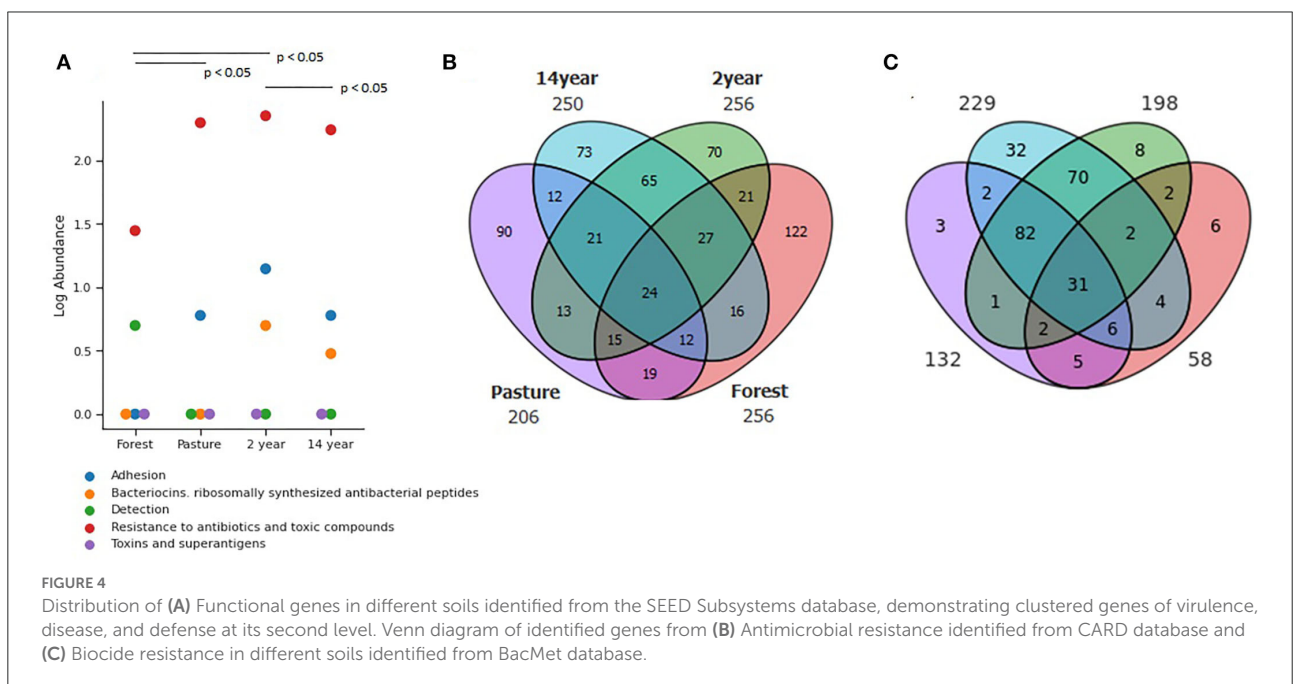 A
p < 0.05
p < 0.05
p < 0.05
Log Abundance
2.0
1.5
1.0
0.5
0.0
Forest Pasture 2 year 14 year
Adhesion
Bacteriocins. ribosomally synthesized antibacterial peptides
Detection
Resistance to antibiotics and toxic compounds
Toxins and superantigens
B
14year 2year
250 256
73 70
12 65 21
90 21 27 122
24
13 16
15 12
19
Pasture Forest
206 256
C
229 198
32 8
2 70 2
3 82 2 6
31
1 4
2 6
5
132 58
FIGURE 4
Distribution of (A) Functional genes in different soils identified from the SEED Subsystems database, demonstrating clustered genes of virulence,
disease, and defense at its second level. Venn diagram of identified genes from (B) Antimicrobial resistance identified from CARD database and
(C) Biocide resistance in different soils identified from BacMet database.